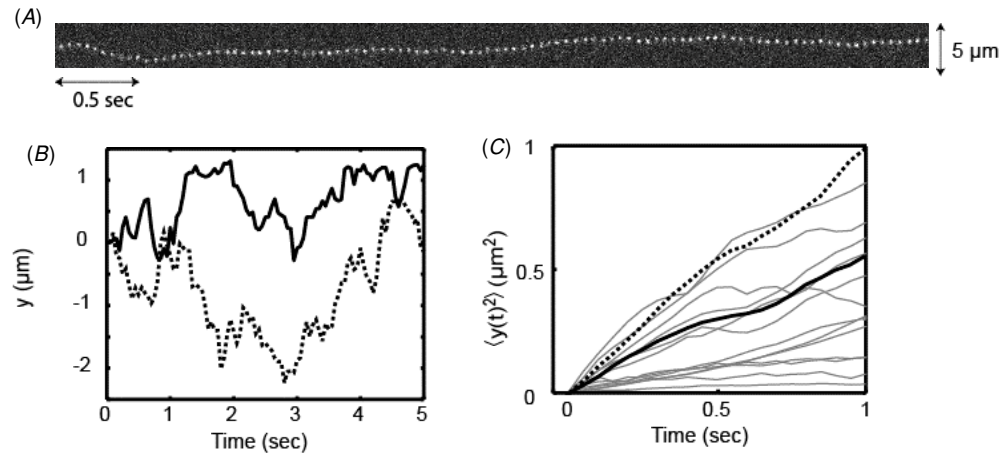 (A)
5 µm
0.5 sec
(B)
1
0
-1
-2
y (µm)
0 1 2 3 4 5
Time (sec)
(C)
1
0.5
0
⟨y(t)²⟩ (µm²)
0 0.5 1
Time (sec)